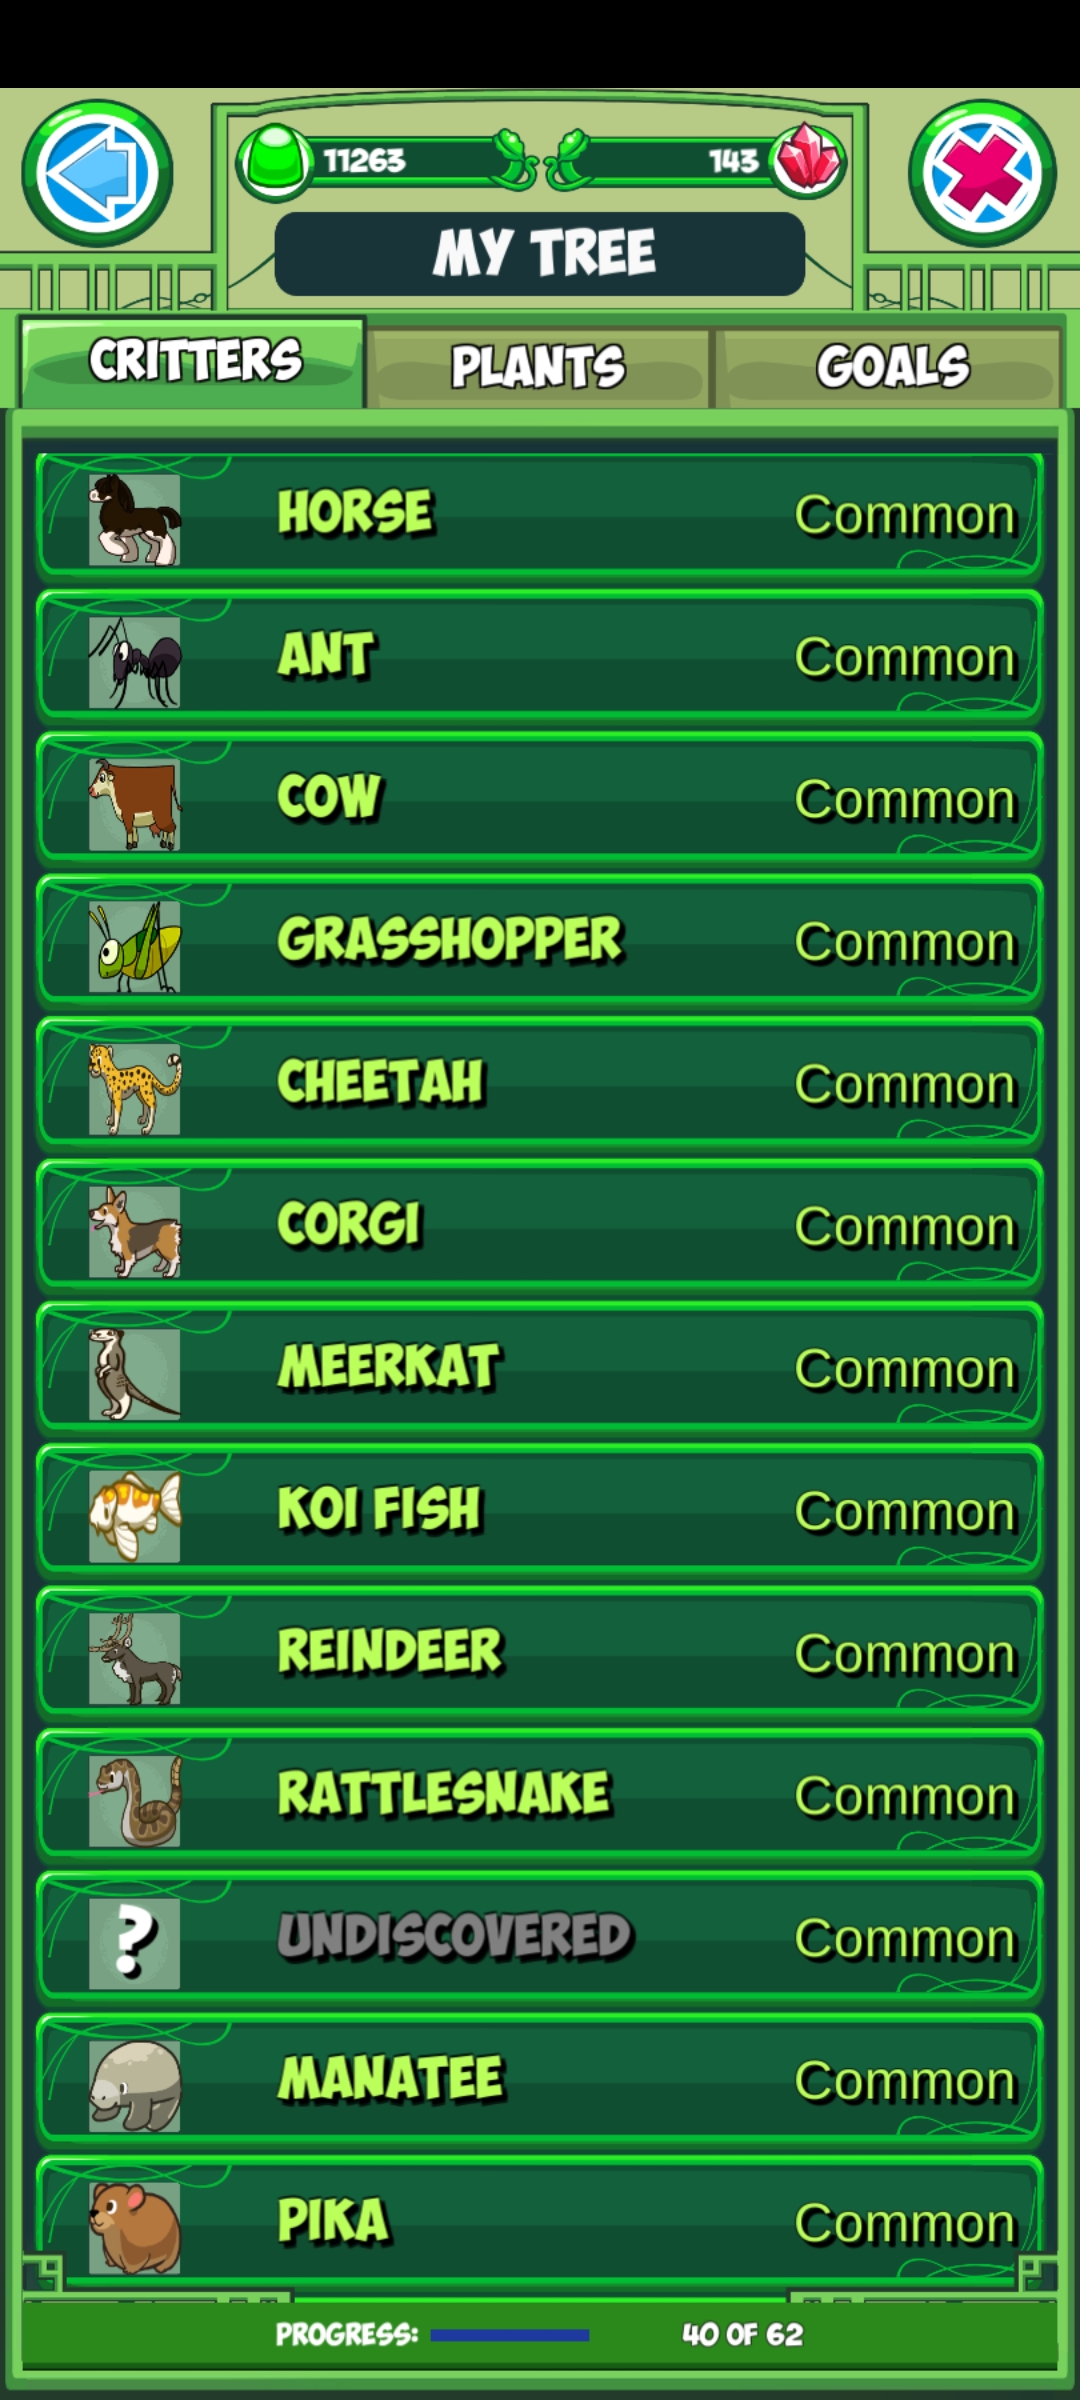 11263
143
MY TREE
CRITTERS
PLANTS
GOALS
HORSE Common
ANT Common
COW Common
GRASSHOPPER Common
CHEETAH Common
CORGI Common
MEERKAT Common
KOI FISH Common
REINDEER Common
RATTLESNAKE Common
? UNDISCOVERED Common
MANATEE Common
PIKA Common
PROGRESS: 40 OF 62